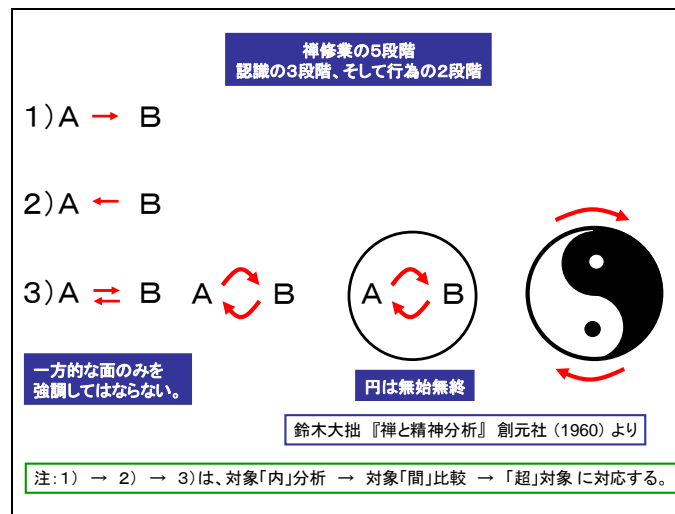 禅修業の5段階
認識の3段階、そして行為の2段階
1)A → B
2)A ← B
3)A ⇄ B A B A B
一方的な面のみを
強調してはならない。
円は無始無終
鈴木大拙 『禅と精神分析』 創元社 (1960) より
注:1) → 2) → 3)は、対象「内」分析 → 対象「間」比較 → 「超」対象 に対応する。